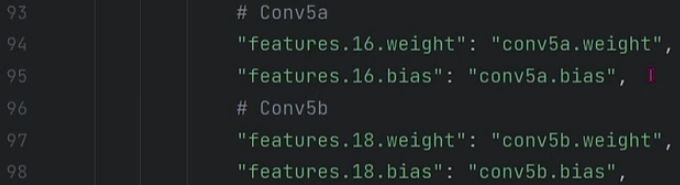 93 # Conv5a
94 "features.16.weight": "conv5a.weight",
95 "features.16.bias": "conv5a.bias",
96 # Conv5b
97 "features.18.weight": "conv5b.weight",
98 "features.18.bias": "conv5b.bias",